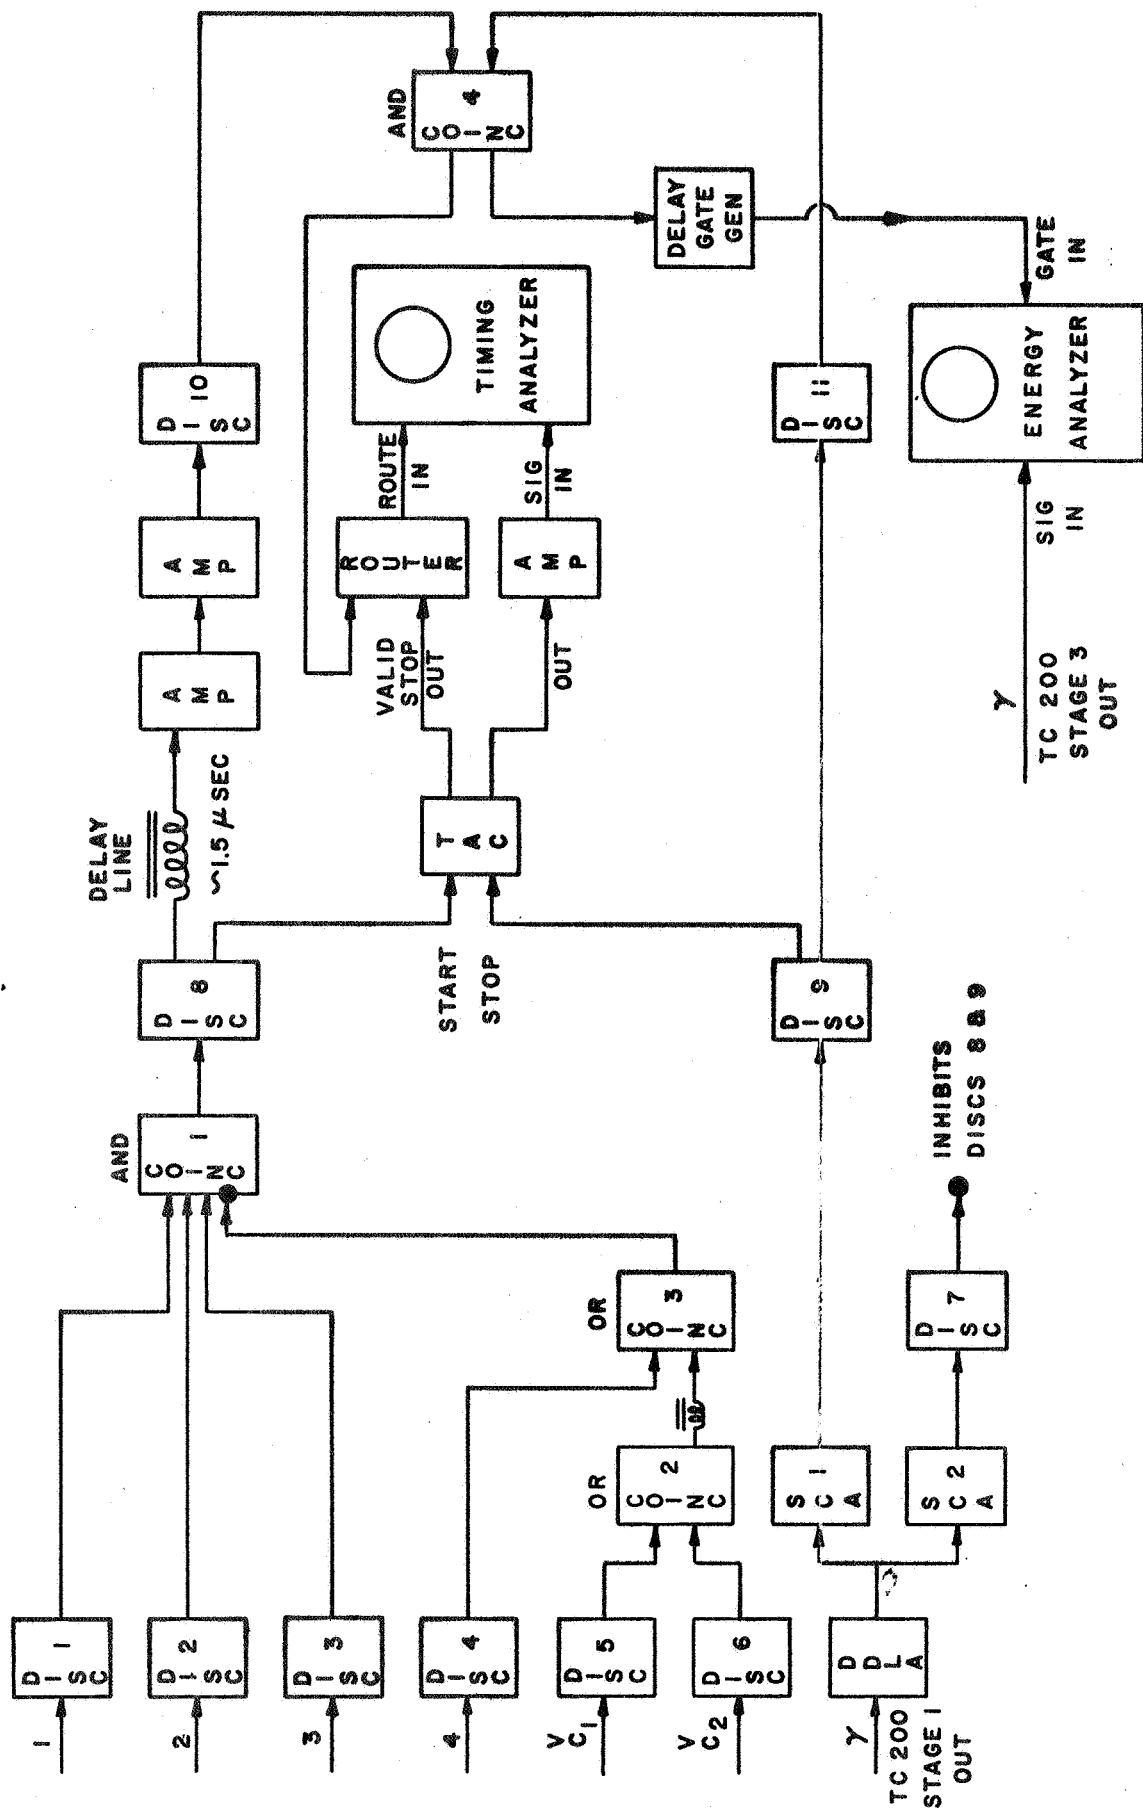 1
DISC 1
2
DISC 2
3
DISC 3
4
DISC 4
V
C₁
DISC 5
V
C₂
DISC 6
γ
TC 200
STAGE 1
OUT
DDLA
OR
COINC 2
OR
COINC 3
SCA 1
SCA 2
DISC 7
INHIBITS
DISCS 8 & 9
AND
COINC 1
DISC 8
DELAY
LINE
~1.5 μ SEC
AMP
AMP
DISC 10
START
STOP
TAC
VALID
STOP
OUT
OUT
ROUTER
AMP
ROUTE
IN
SIG
IN
TIMING
ANALYZER
AND
COINC 4
DELAY
GATE
GEN
DISC 9
DISC 11
γ
TC 200
STAGE 3
OUT
SIG
IN
ENERGY
ANALYZER
GATE
IN